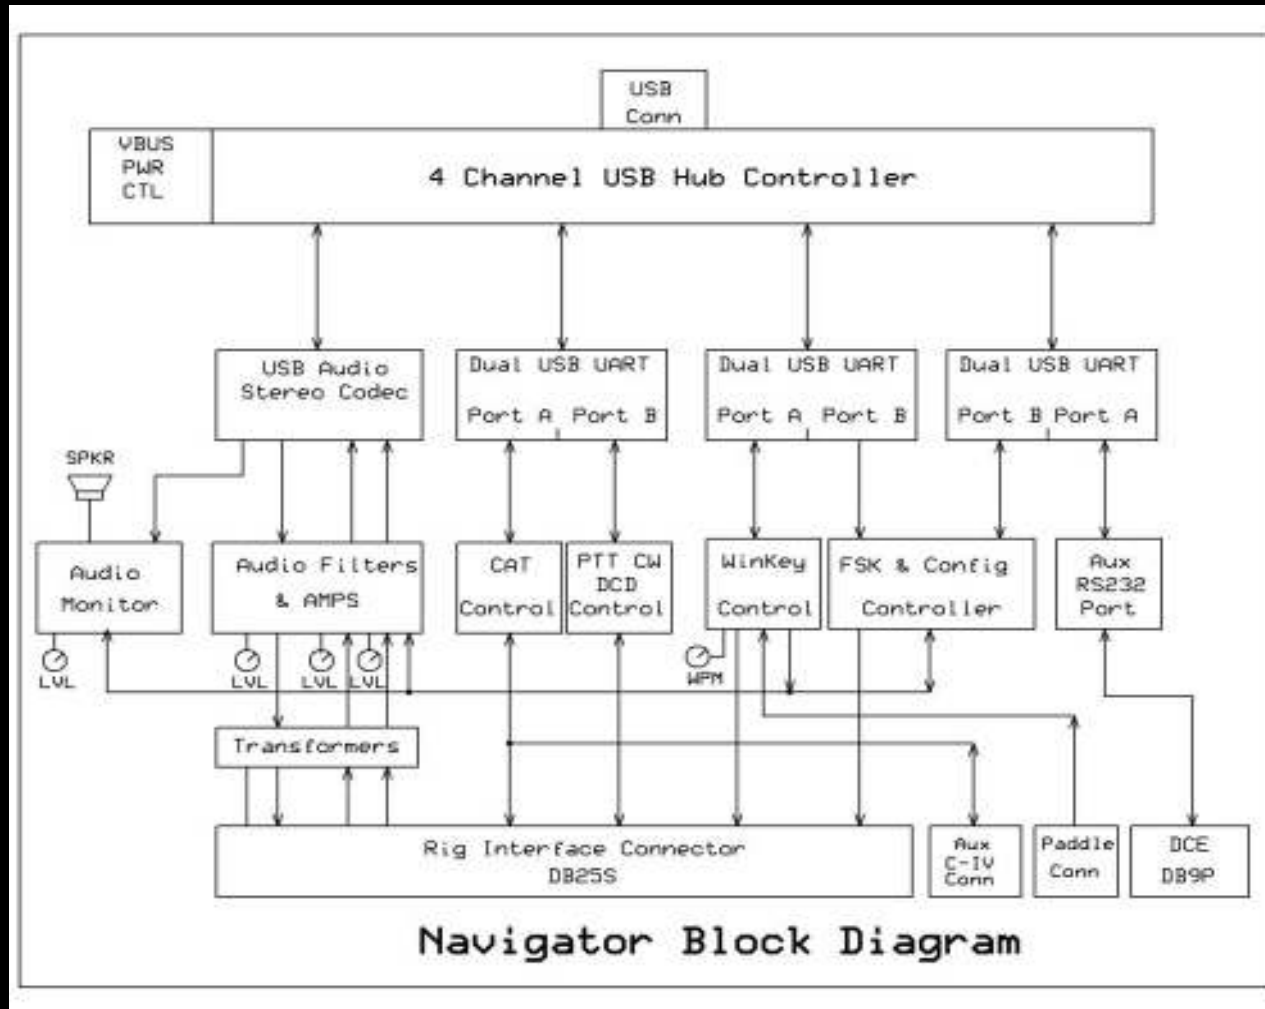 USB
Conn
VBUS
PWR
CTL
4 Channel USB Hub Controller
USB Audio
Stereo Codec
Dual USB UART
Port A Port B
Dual USB UART
Port A Port B
Dual USB UART
Port B Port A
SPKR
Audio
Monitor
Audio Filters
& AMPS
CAT
Control
PTT CW
DCD
Control
WinKey
Control
FSK & Config
Controller
Aux
RS232
Port
LVL
LVL
LVL
LVL
WPM
Transformers
Rig Interface Connector
DB25S
Aux
C-IV
Conn
Paddle
Conn
DCE
DB9P
Navigator Block Diagram